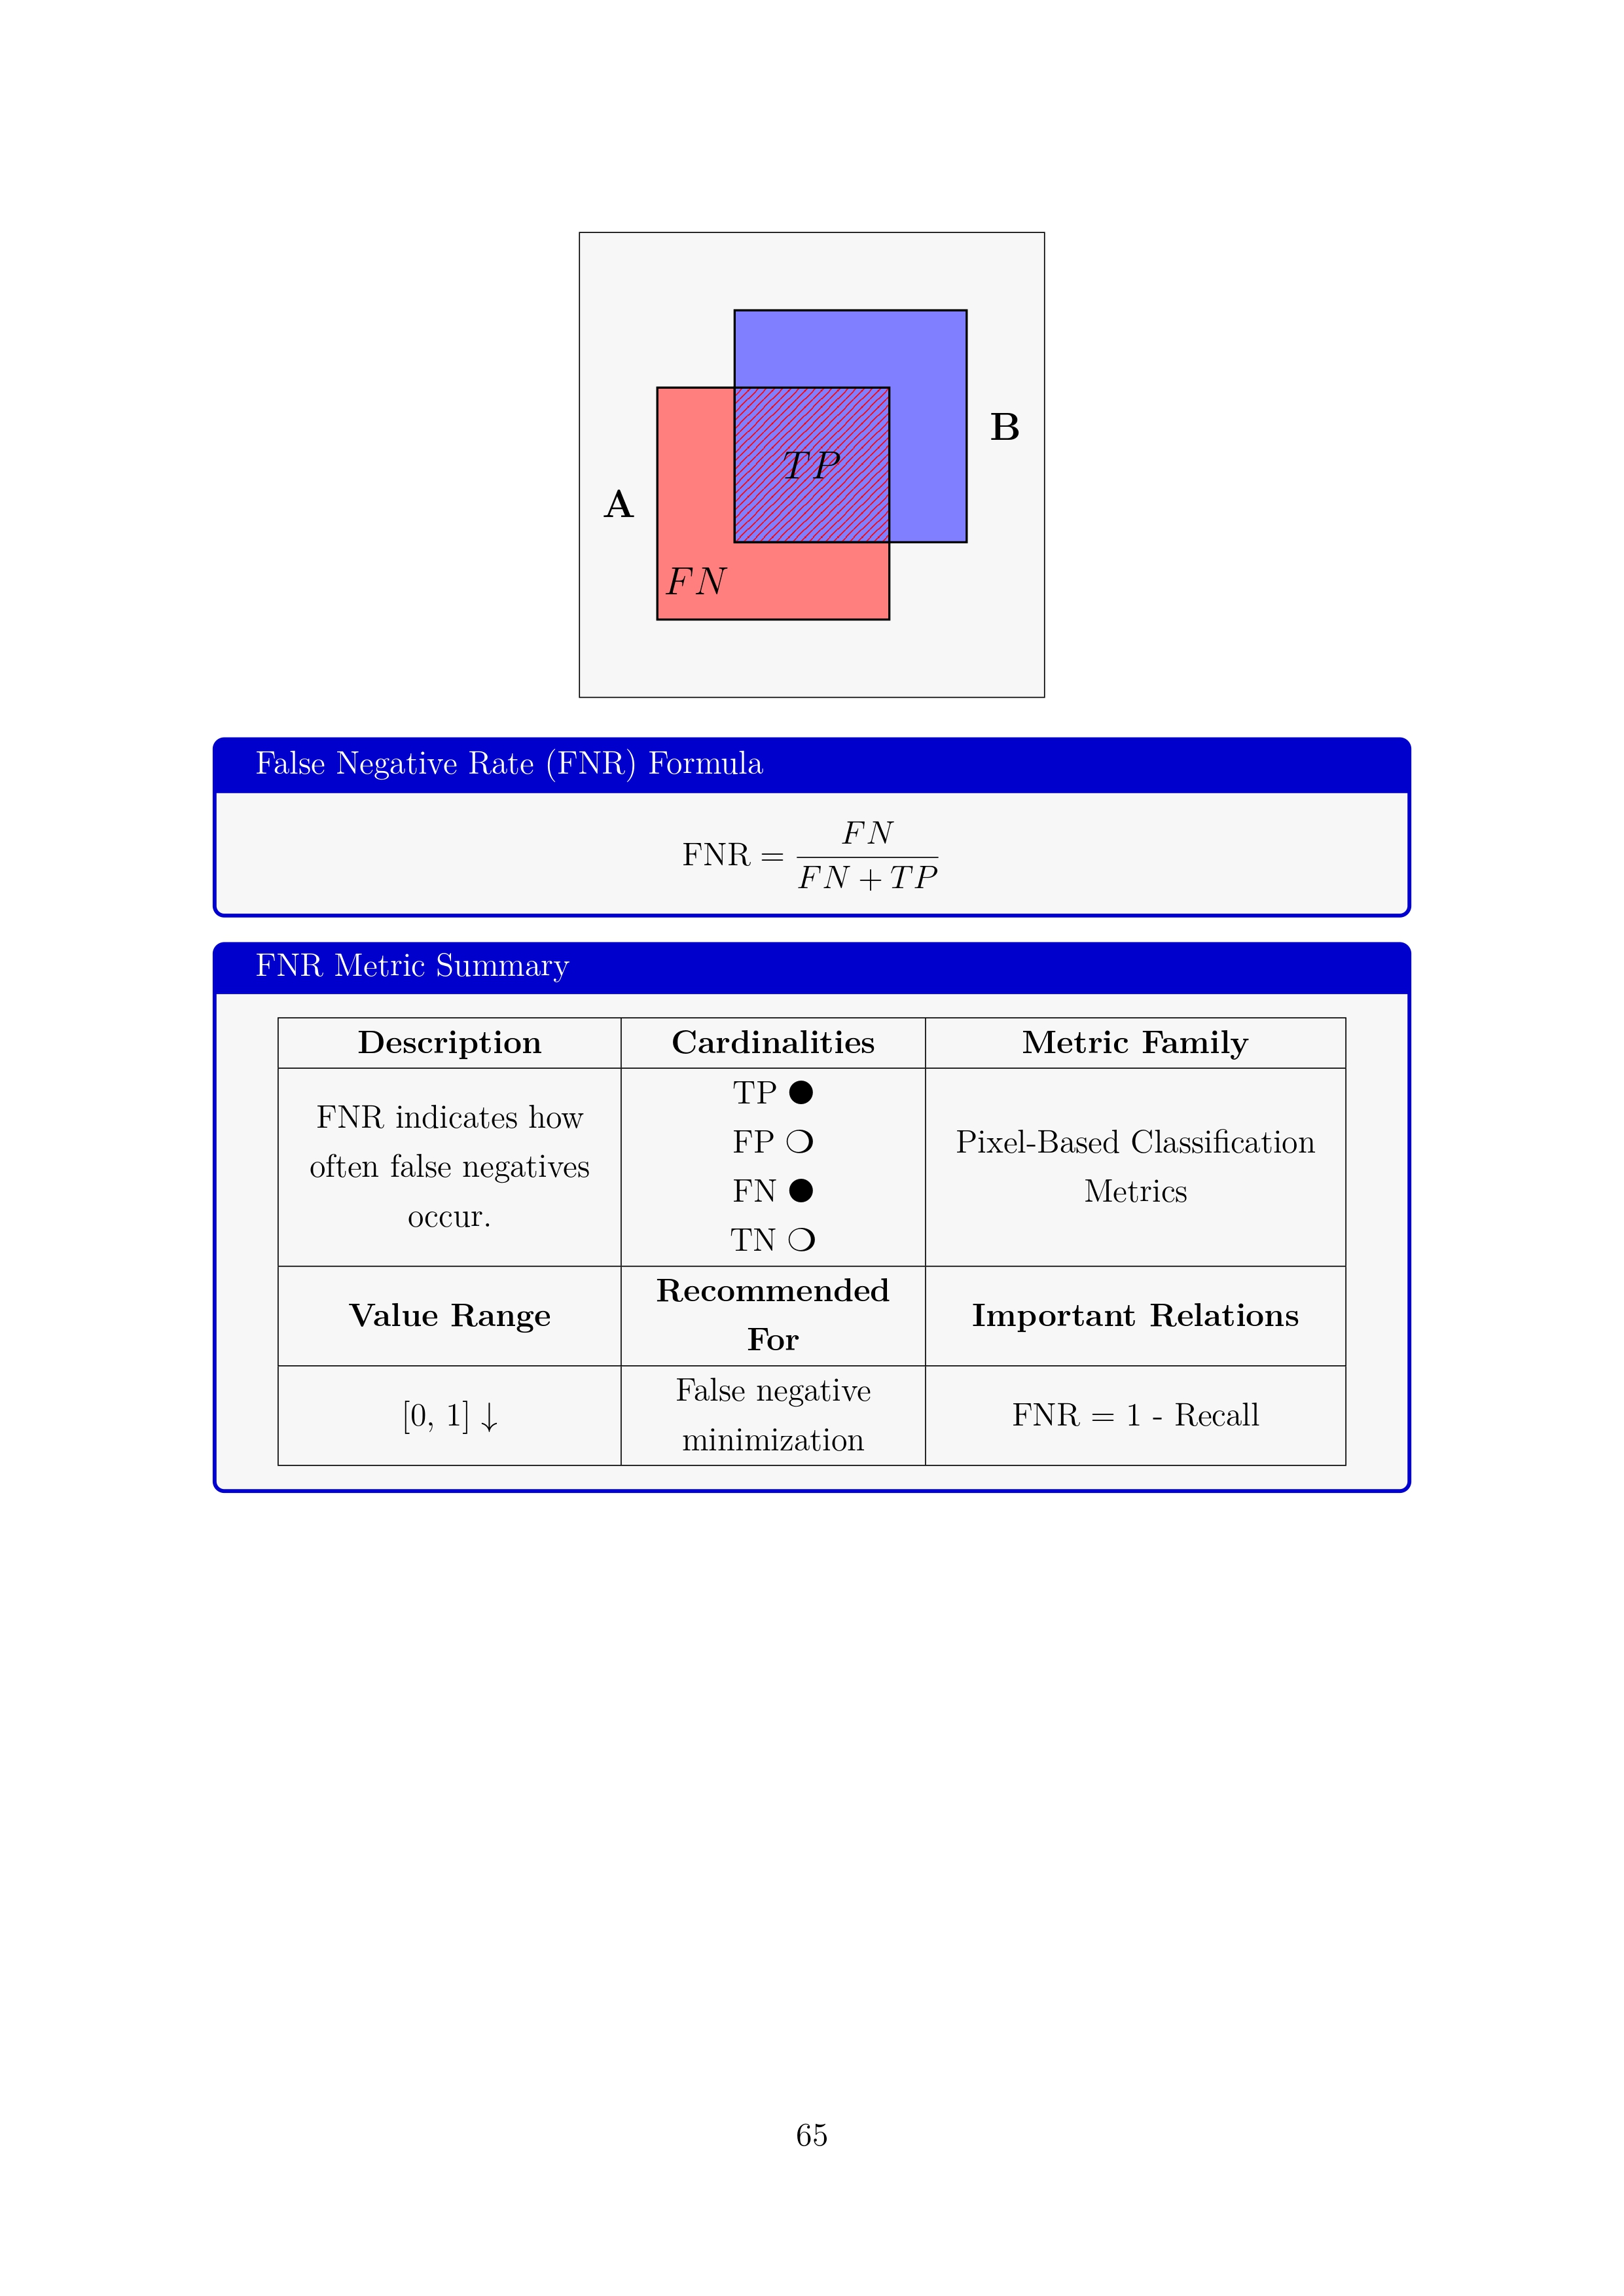 B
TP
A
FN
False Negative Rate (FNR) Formula
FNR = FN / FN + TP
FNR Metric Summary
Description Cardinalities Metric Family
FNR indicates how
often false negatives
occur.
TP ●
FP ❍
FN ●
TN ❍
Pixel-Based Classification
Metrics
Value Range
Recommended
For
Important Relations
[0, 1] ↓
False negative
minimization
FNR = 1 - Recall
65